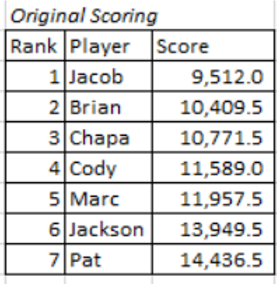 Original Scoring
Rank Player Score
1 Jacob 9,512.0
2 Brian 10,409.5
3 Chapa 10,771.5
4 Cody 11,589.0
5 Marc 11,957.5
6 Jackson 13,949.5
7 Pat 14,436.5